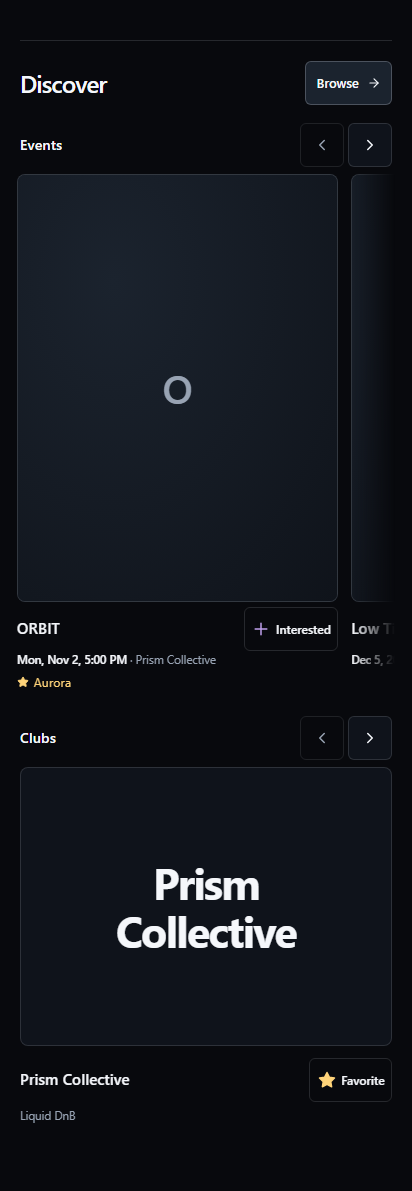 Discover
Browse
Events
O
ORBIT
Interested
Mon, Nov 2, 5:00 PM · Prism Collective
Aurora
Low
Dec 5,
Clubs
Prism
Collective
Prism Collective
Favorite
Liquid DnB